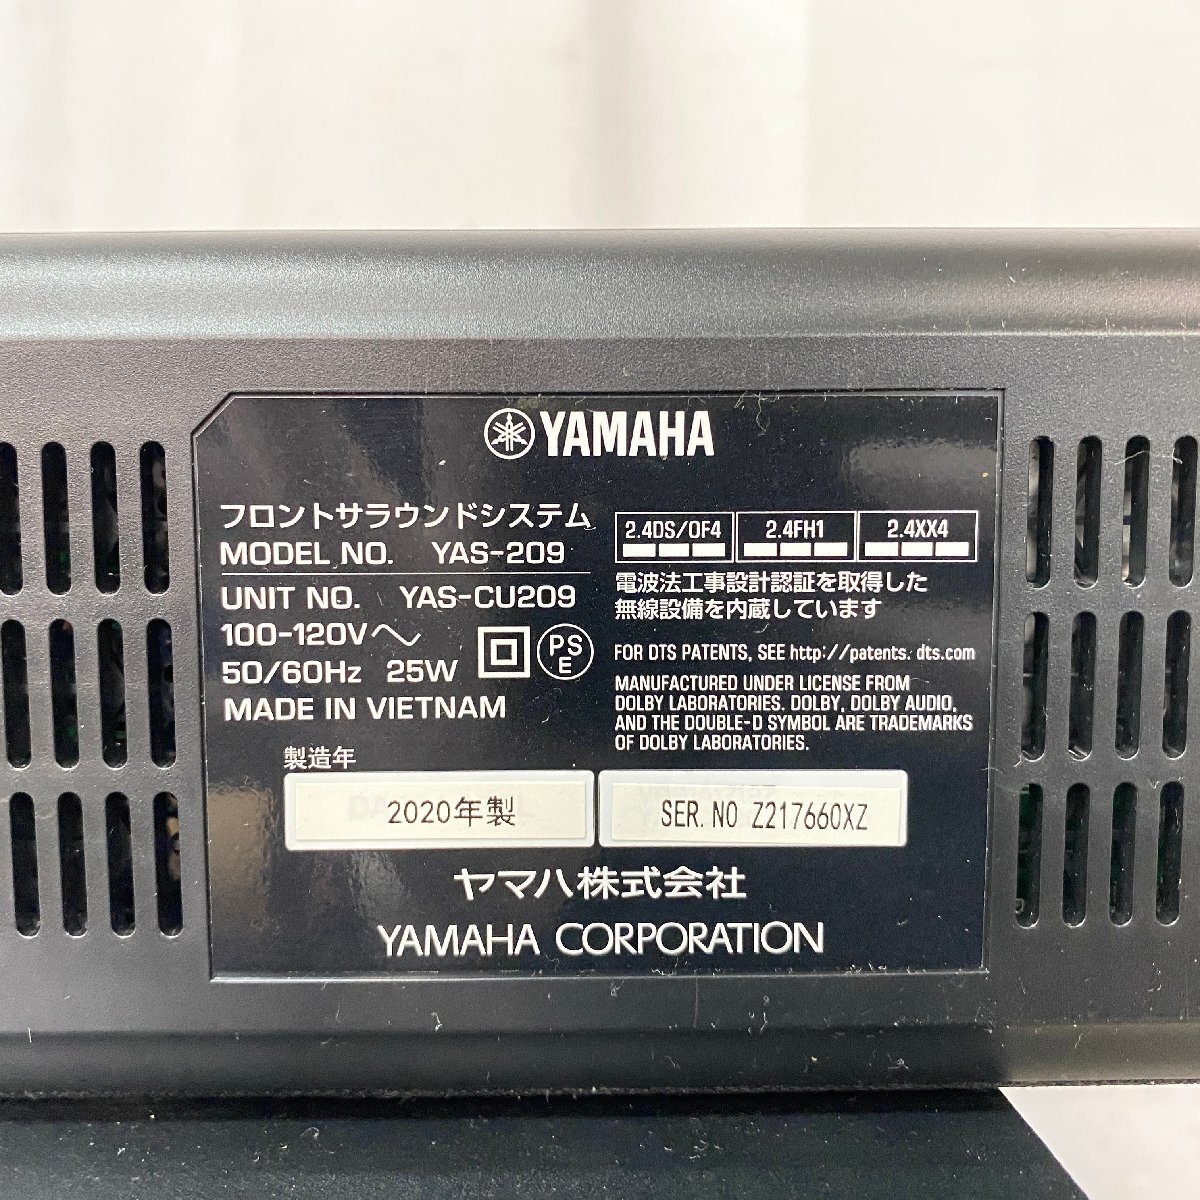 YAMAHA
フロントサラウンドシステム
MODEL NO. YAS-209
UNIT NO. YAS-CU209
100-120V～
50/60Hz 25W
PS
E
MADE IN VIETNAM
2.4DS/OF4 2.4FH1 2.4XX4
電波法工事設計認証を取得した
無線設備を内蔵しています
FOR DTS PATENTS, SEE http://patents.dts.com
MANUFACTURED UNDER LICENSE FROM
DOLBY LABORATORIES. DOLBY, DOLBY AUDIO,
AND THE DOUBLE-D SYMBOL ARE TRADEMARKS
OF DOLBY LABORATORIES.
製造年
2020年製
SER. NO Z217660XZ
ヤマハ株式会社
YAMAHA CORPORATION